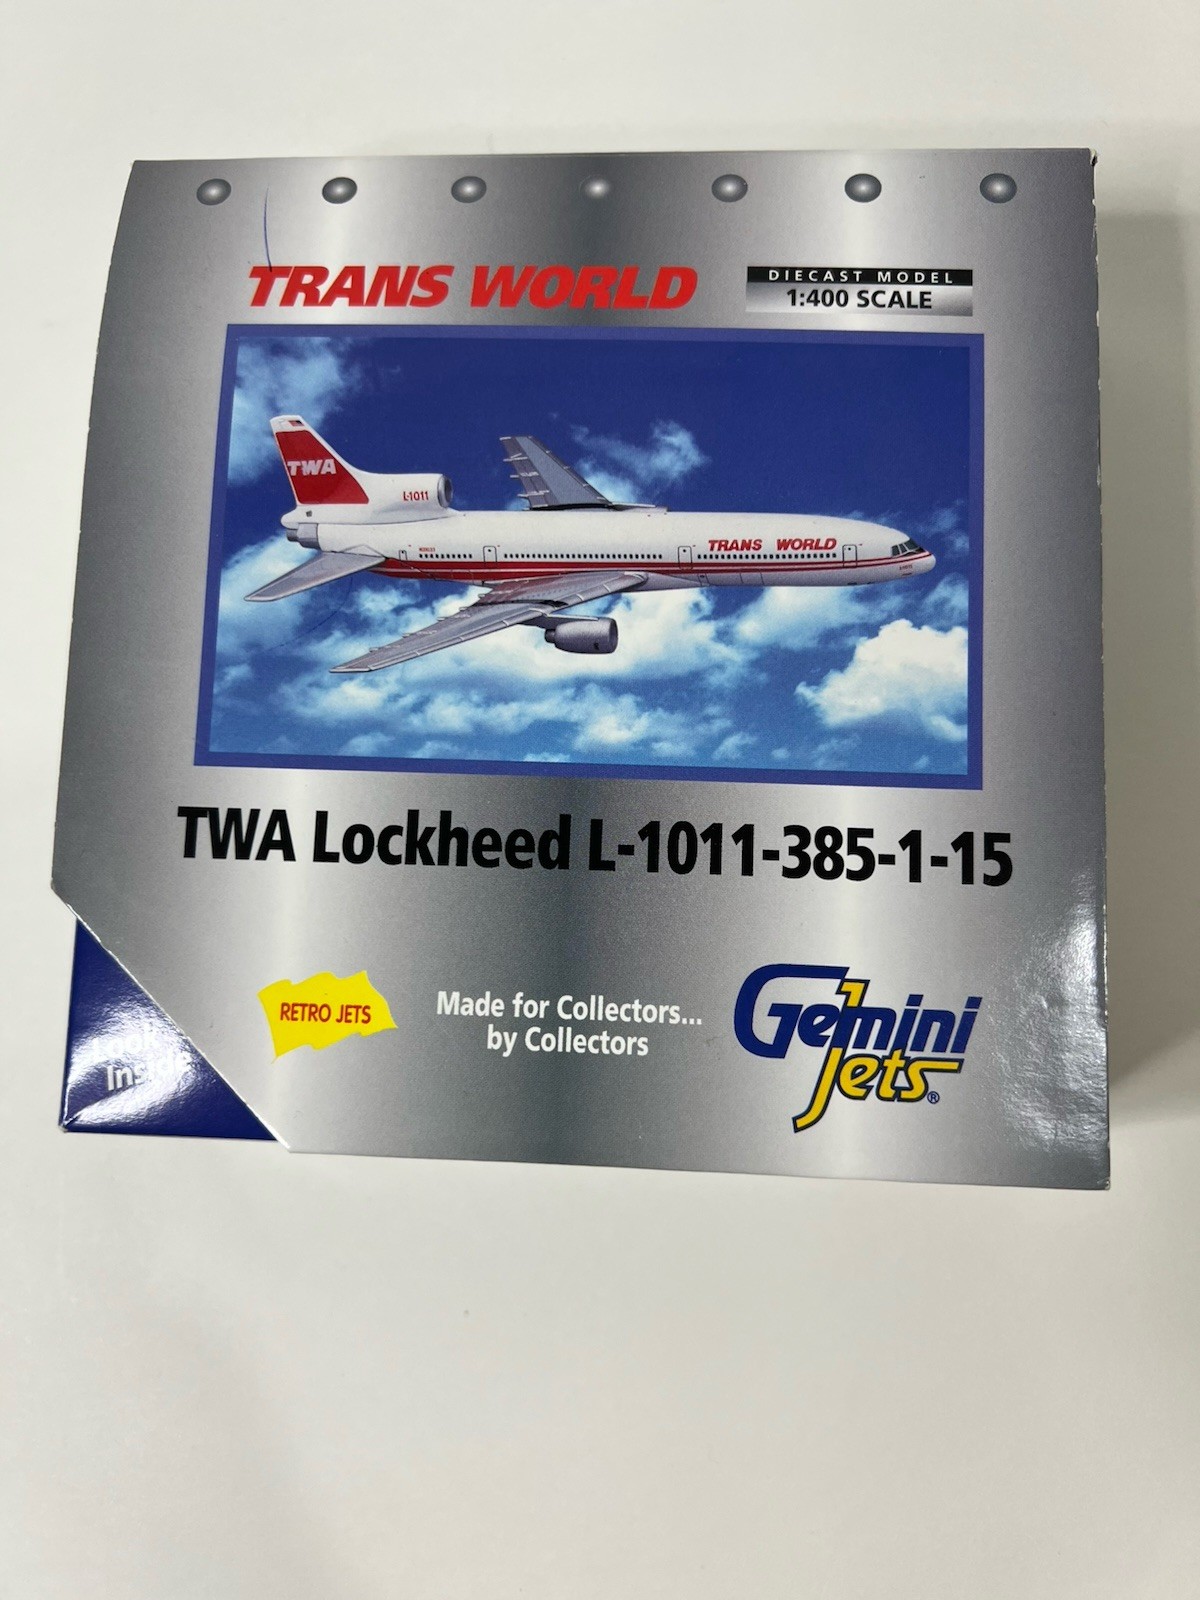 TRANS WORLD
DIECAST MODEL
1:400 SCALE
TWA
L-1011
TRANS WORLD
TWA Lockheed L-1011-385-1-15
RETRO JETS
Made for Collectors...
by Collectors
Gemini
Jets®